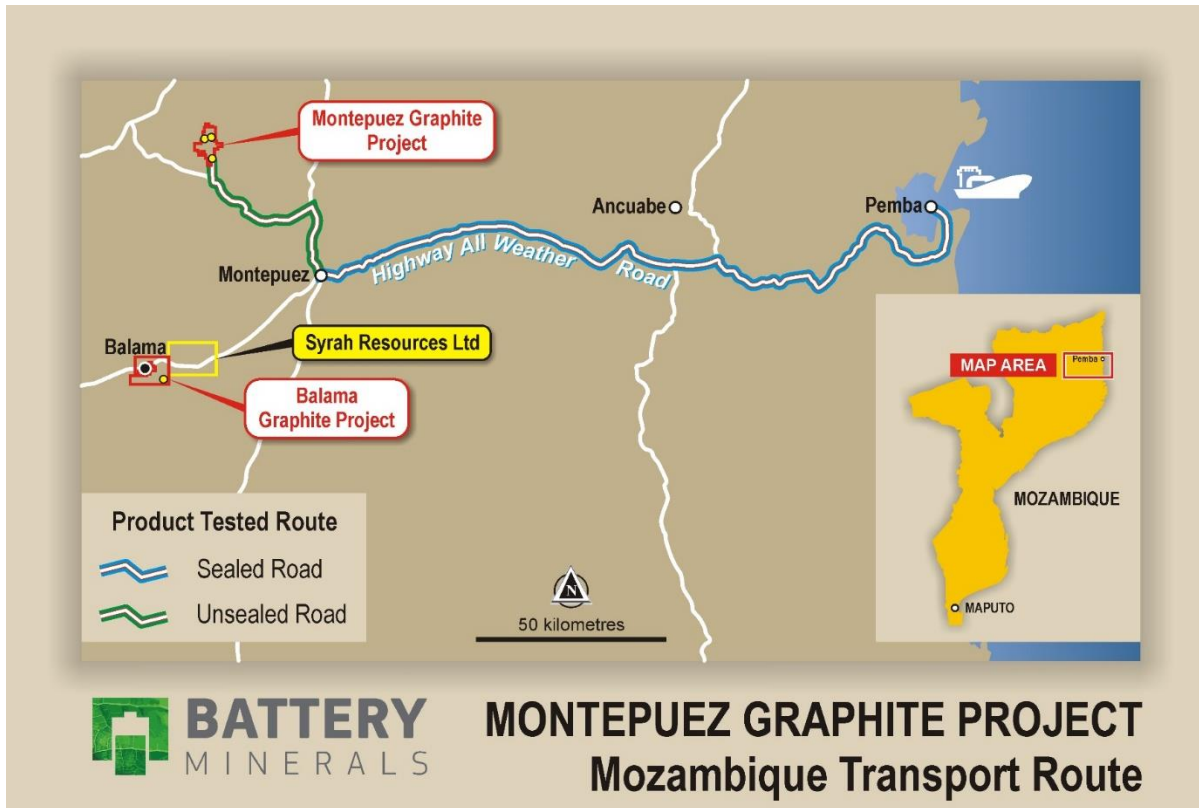 Montepuez Graphite
Project
Ancuabe
Pemba
Montepuez
Highway All Weather Road
Balama
Syrah Resources Ltd
Balama
Graphite Project
MAP AREA
Pemba
MOZAMBIQUE
MAPUTO
Product Tested Route
Sealed Road
Unsealed Road
N
50 kilometres
BATTERY
MINERALS
MONTEPUEZ GRAPHITE PROJECT
Mozambique Transport Route